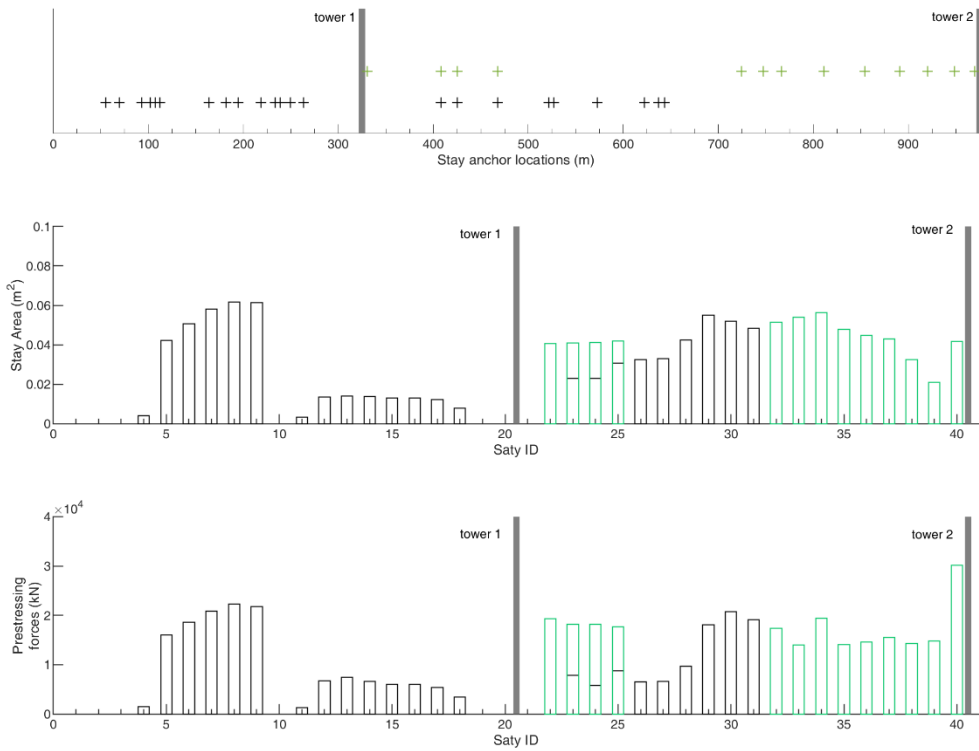 tower 1
tower 2
0 100 200 300 400 500 600 700 800 900
Stay anchor locations (m)
tower 1
tower 2
Stay Area (m²)
0.1
0.08
0.06
0.04
0.02
0
0 5 10 15 20 25 30 35 40
Saty ID
×10⁴
tower 1
tower 2
Prestressing
forces (kN)
4
3
2
1
0
0 5 10 15 20 25 30 35 40
Saty ID